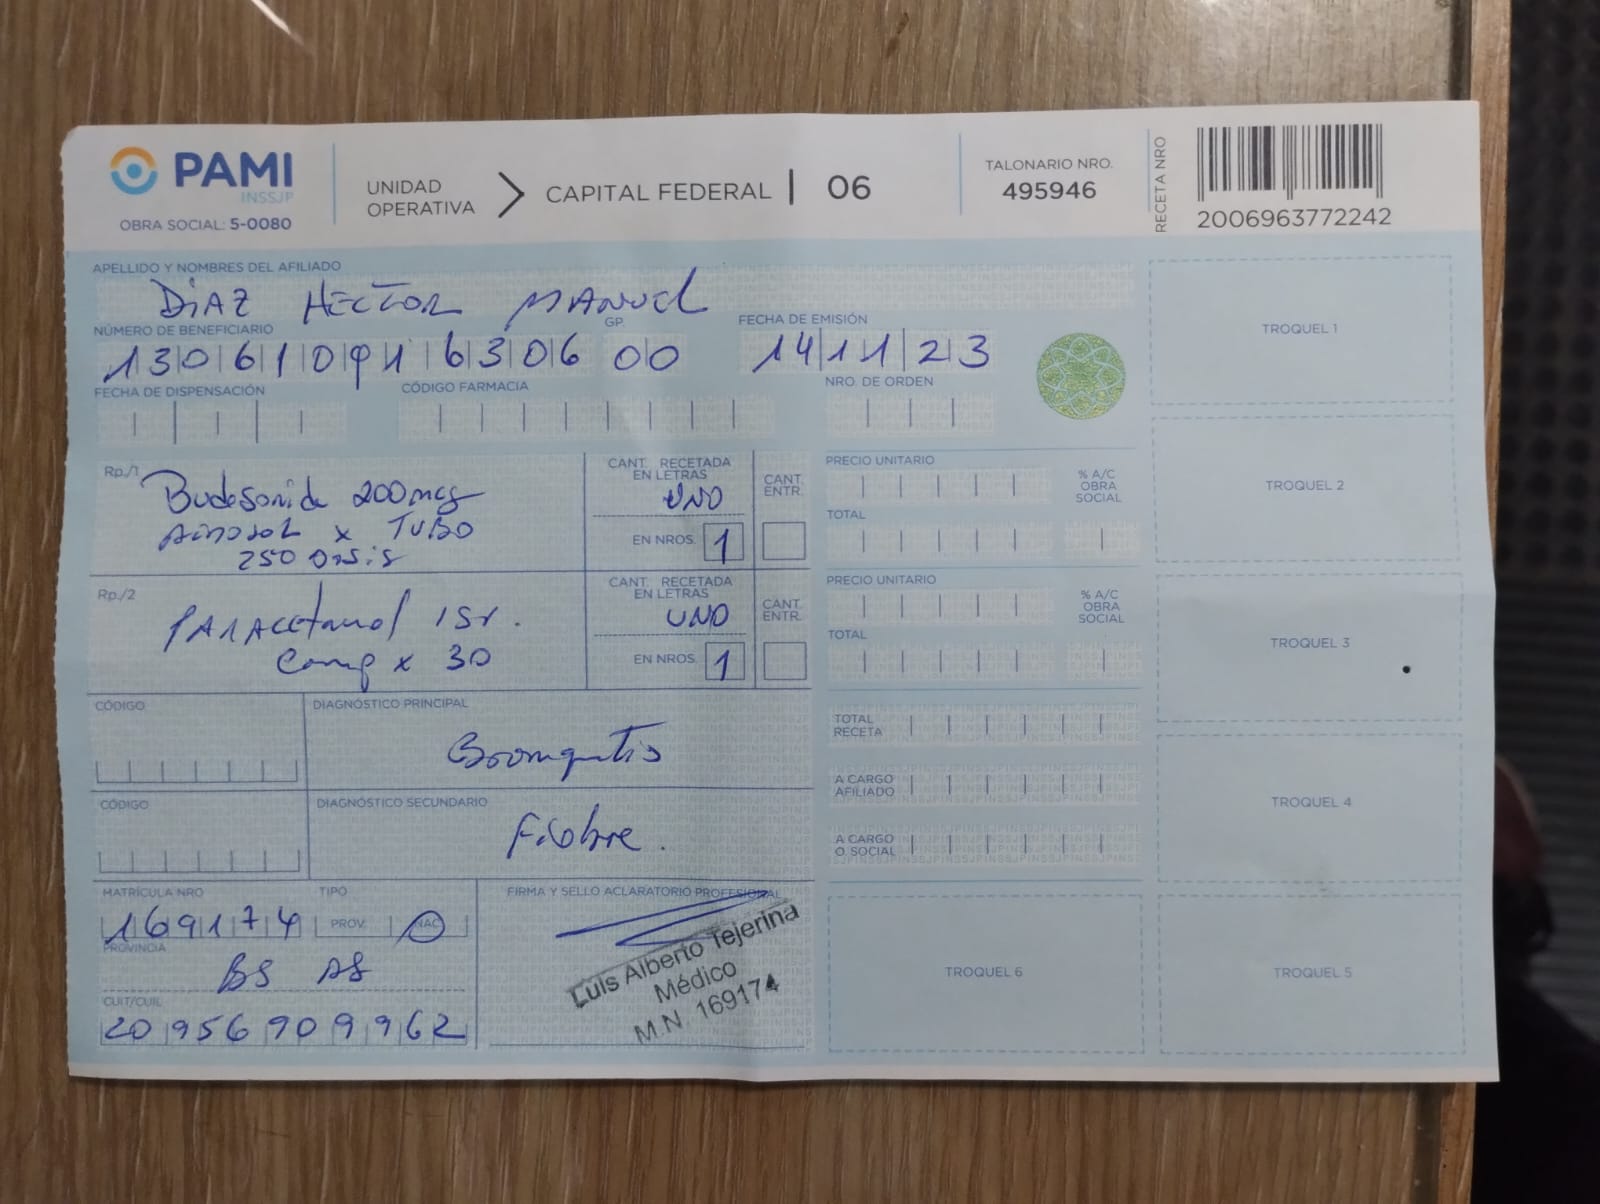 PAMI
INSSJP
OBRA SOCIAL: 5-0080
UNIDAD OPERATIVA > CAPITAL FEDERAL | 06
TALONARIO NRO.
495946
RECETA NRO
2006963772242
APELLIDO Y NOMBRES DEL AFILIADO
DIAZ HECTOR MANUEL
NÚMERO DE BENEFICIARIO GP. FECHA DE EMISIÓN
130610916306 00 14 11 23
FECHA DE DISPENSACIÓN CÓDIGO FARMACIA NRO. DE ORDEN
Rp./1
Budesonide 200mcg
Aerosol x TUBO
250 Dosis
CANT. RECETADA
EN LETRAS
UNO
EN NROS. 1
CANT.
ENTR.
PRECIO UNITARIO
% A/C
OBRA
SOCIAL
TOTAL
Rp./2
PARACEtamol 1gr.
Comp x 30
CANT. RECETADA
EN LETRAS
UNO
EN NROS. 1
CANT.
ENTR.
PRECIO UNITARIO
% A/C
OBRA
SOCIAL
TOTAL
CÓDIGO
DIAGNÓSTICO PRINCIPAL
Bronquitis
CÓDIGO
DIAGNÓSTICO SECUNDARIO
Fiebre.
TOTAL
RECETA
A CARGO
AFILIADO
A CARGO
O. SOCIAL
MATRÍCULA NRO TIPO
169174 PROV. NAC.
PROVINCIA
BS AS
CUIT/CUIL
20956909962
FIRMA Y SELLO ACLARATORIO PROFESIONAL
Luis Alberto Tejerina
Médico
M.N. 169174
TROQUEL 1
TROQUEL 2
TROQUEL 3
TROQUEL 4
TROQUEL 6
TROQUEL 5